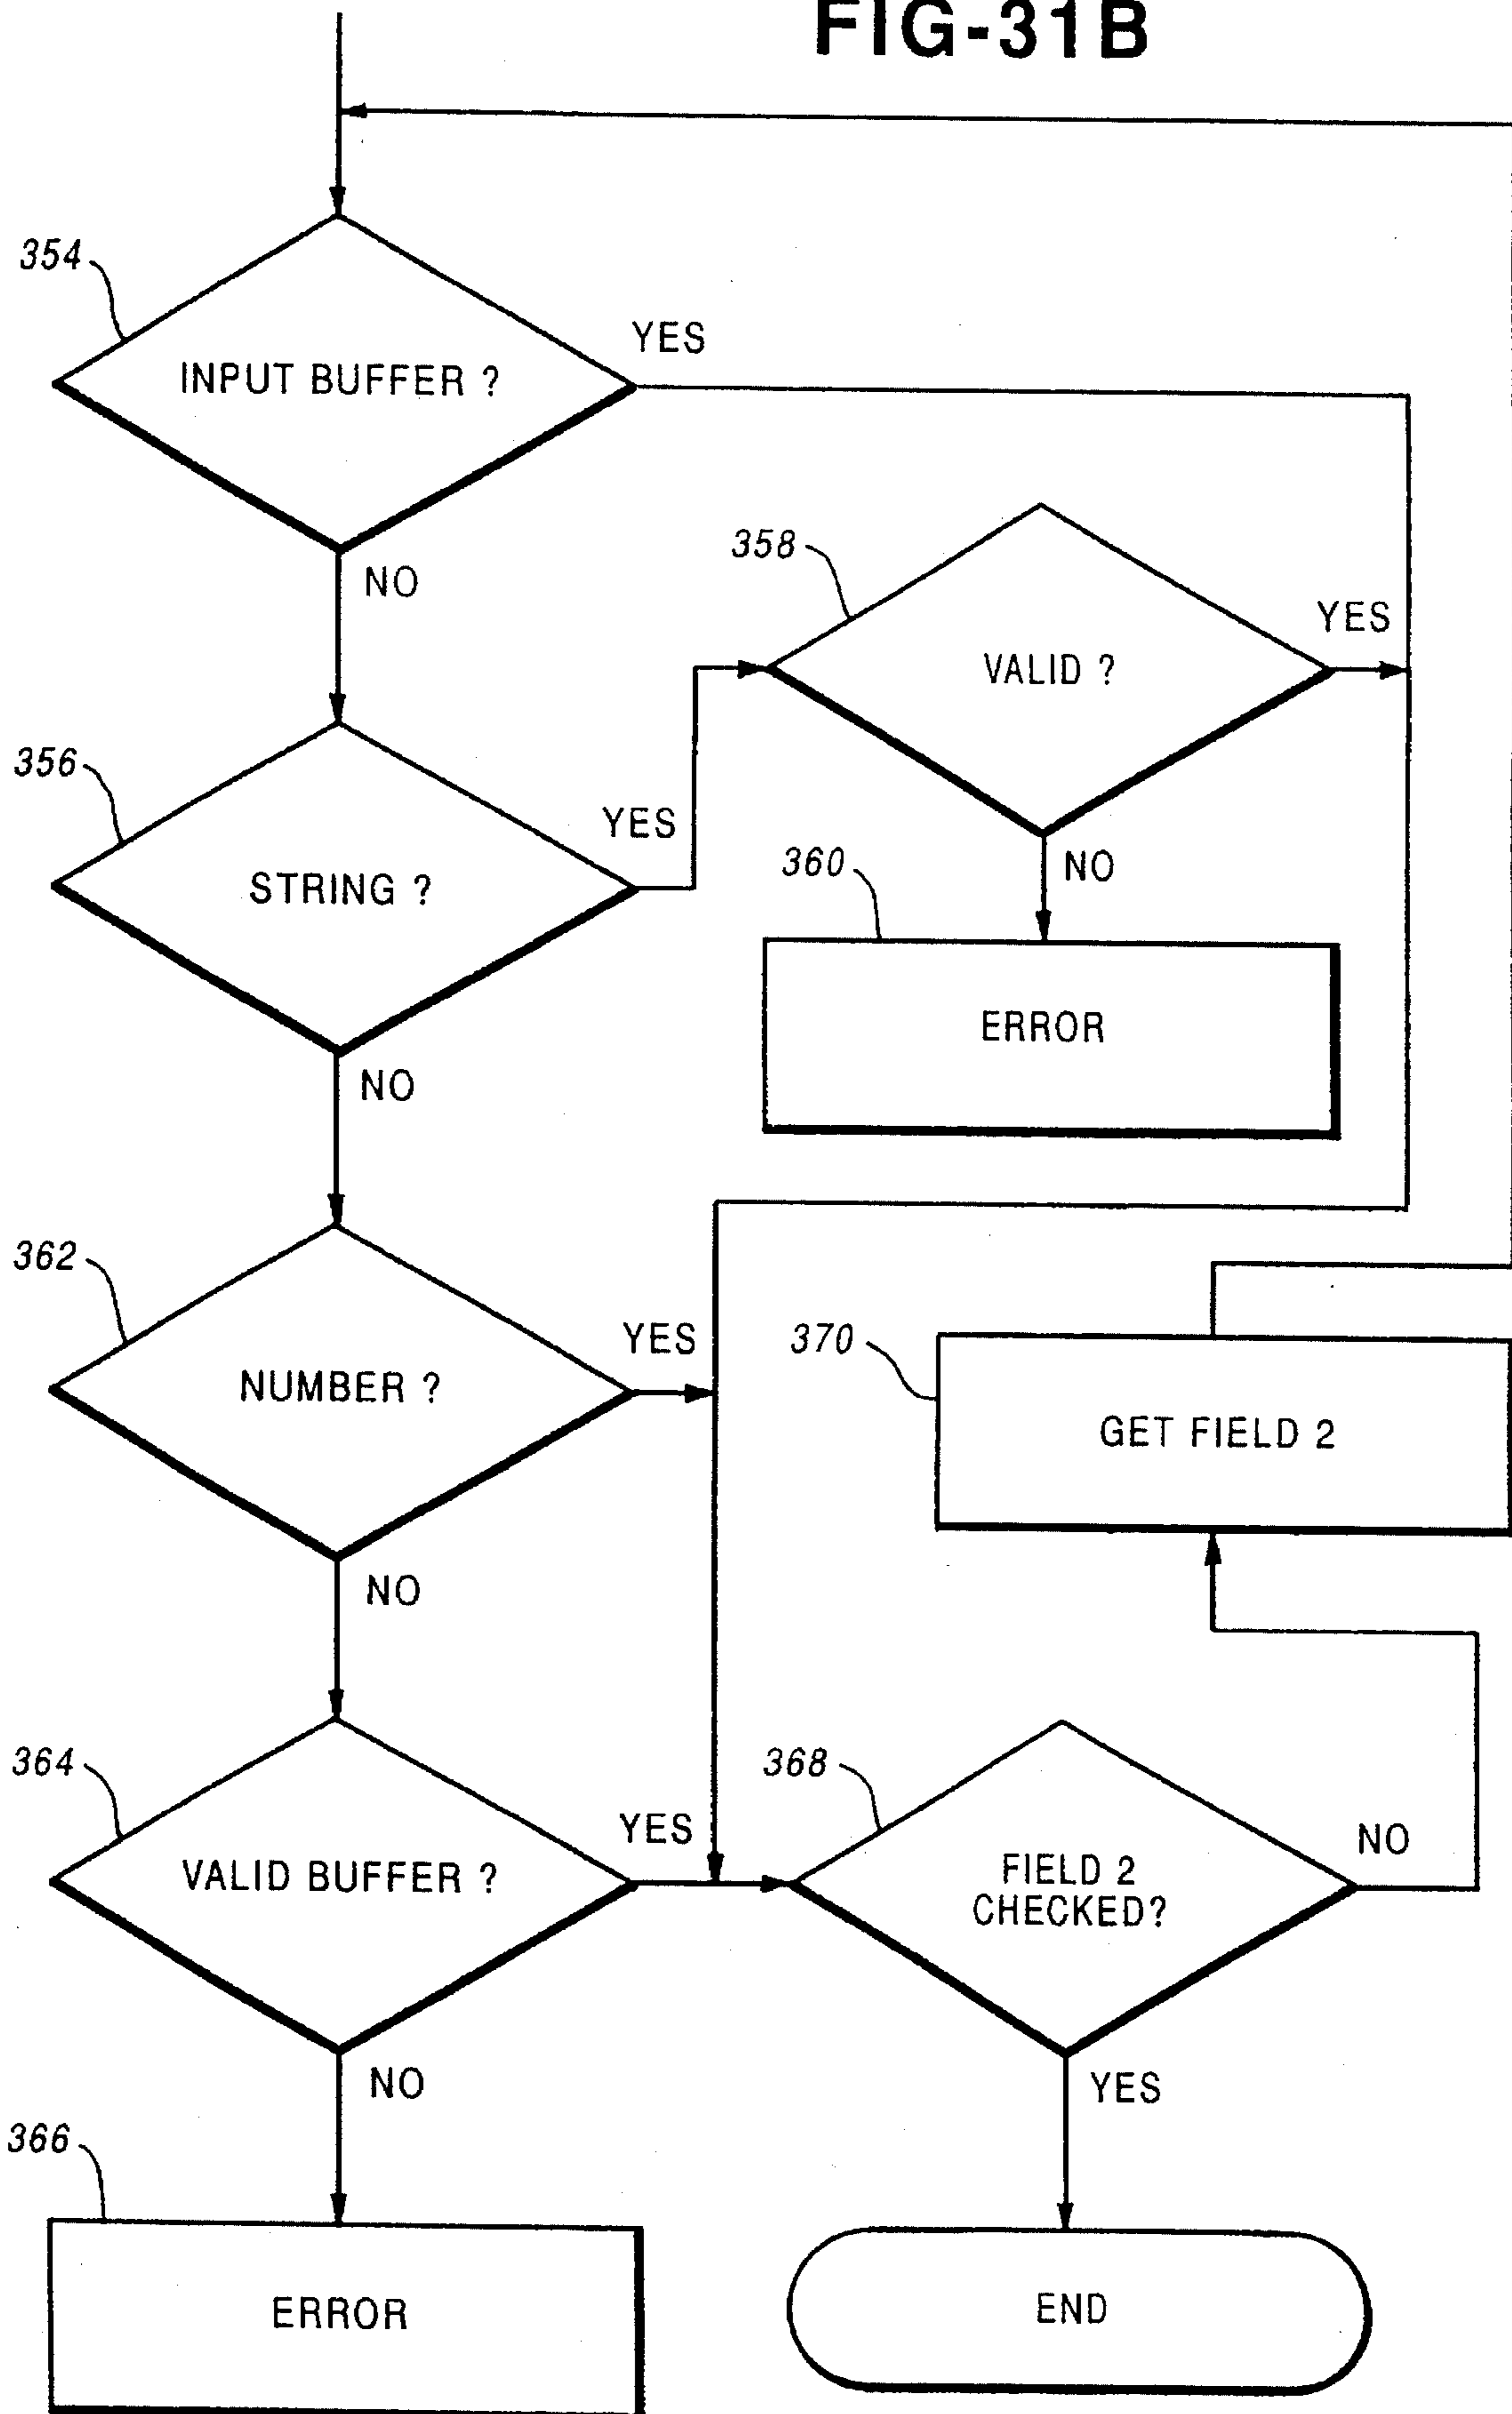 FIG-31B
354
INPUT BUFFER ?
YES
NO
358
VALID ?
YES
NO
356
STRING ?
YES
NO
360
ERROR
362
NUMBER ?
YES
NO
370
GET FIELD 2
364
VALID BUFFER ?
YES
NO
368
FIELD 2
CHECKED?
NO
YES
366
ERROR
END